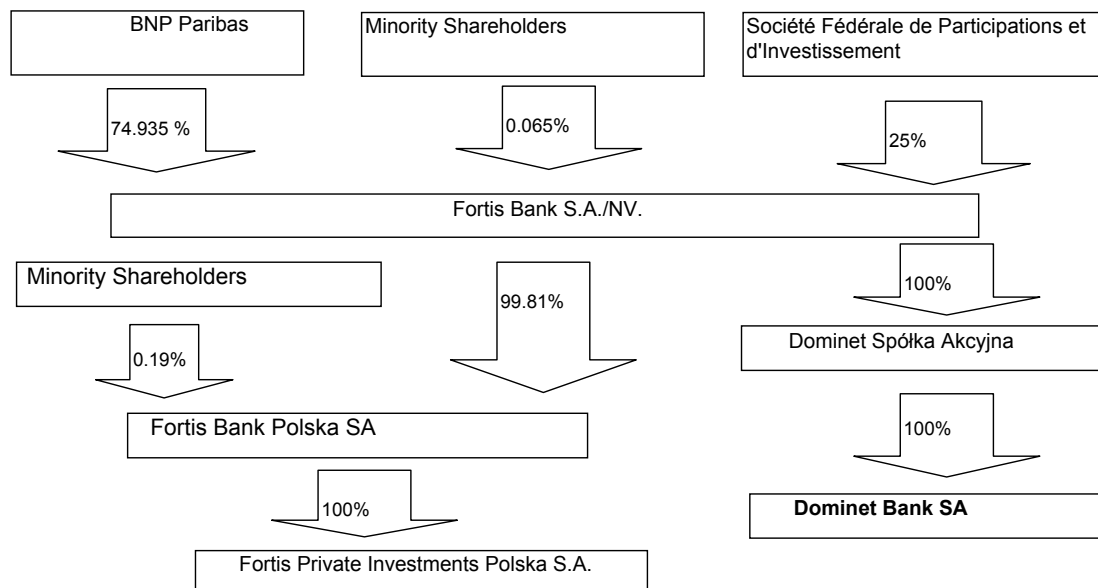 BNP Paribas
Minority Shareholders
Société Fédérale de Participations et
d'Investissement
74.935 %
0.065%
25%
Fortis Bank S.A./NV.
Minority Shareholders
99.81%
100%
0.19%
Dominet Spółka Akcyjna
Fortis Bank Polska SA
100%
100%
Dominet Bank SA
Fortis Private Investments Polska S.A.